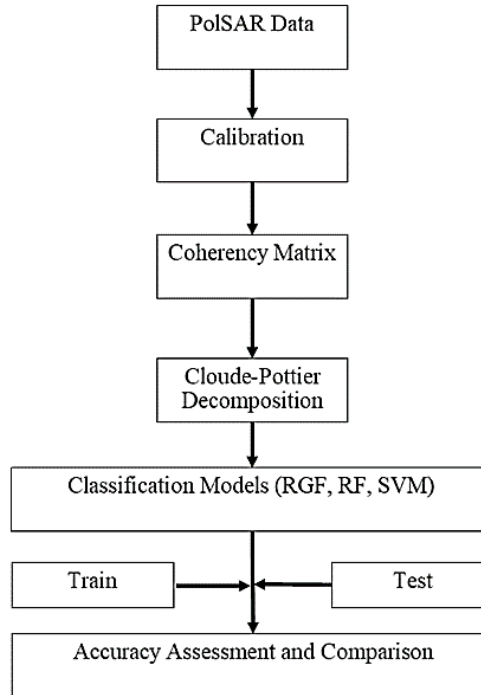 PolSAR Data
Calibration
Coherency Matrix
Cloude-Pottier
Decomposition
Classification Models (RGF, RF, SVM)
Train
Test
Accuracy Assessment and Comparison